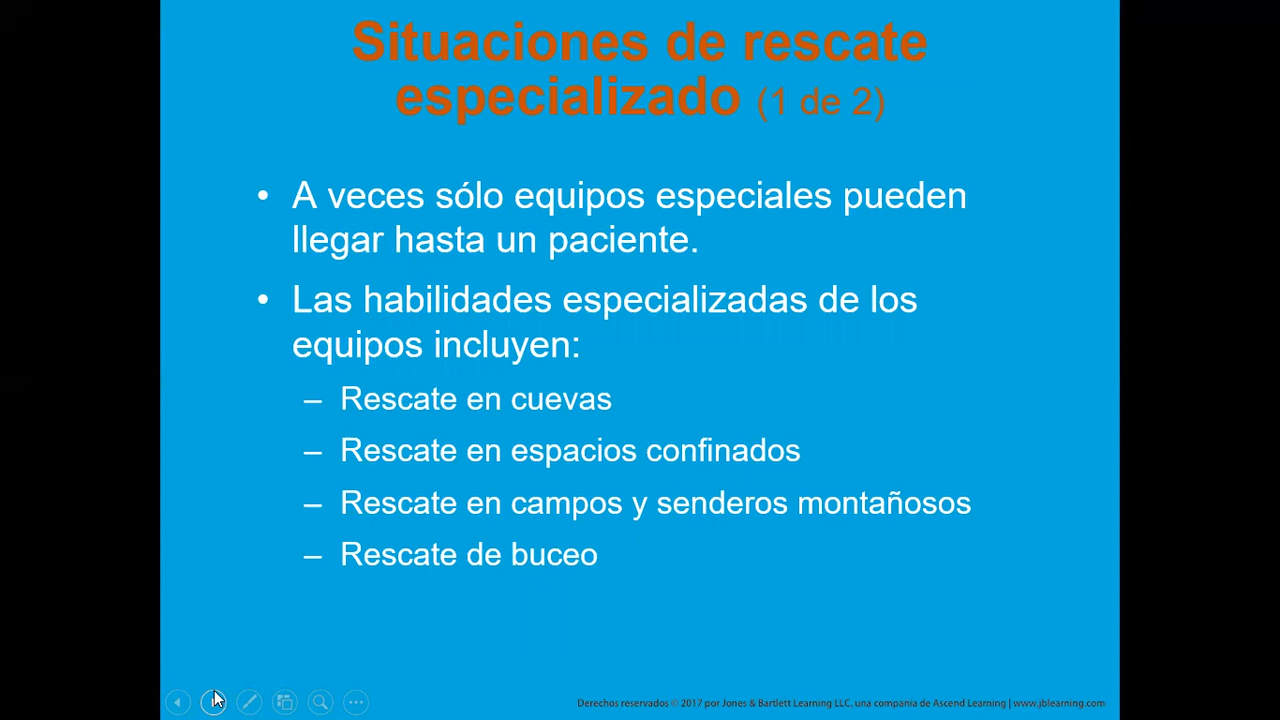 Situaciones de rescate
especializado (1 de 2)
• A veces sólo equipos especiales pueden
llegar hasta un paciente.
• Las habilidades especializadas de los
equipos incluyen:
– Rescate en cuevas
– Rescate en espacios confinados
– Rescate en campos y senderos montañosos
– Rescate de buceo
Derechos reservados © 2017 por Jones & Bartlett Learning LLC. una compañía de Ascend Learning | www.jblearning.com